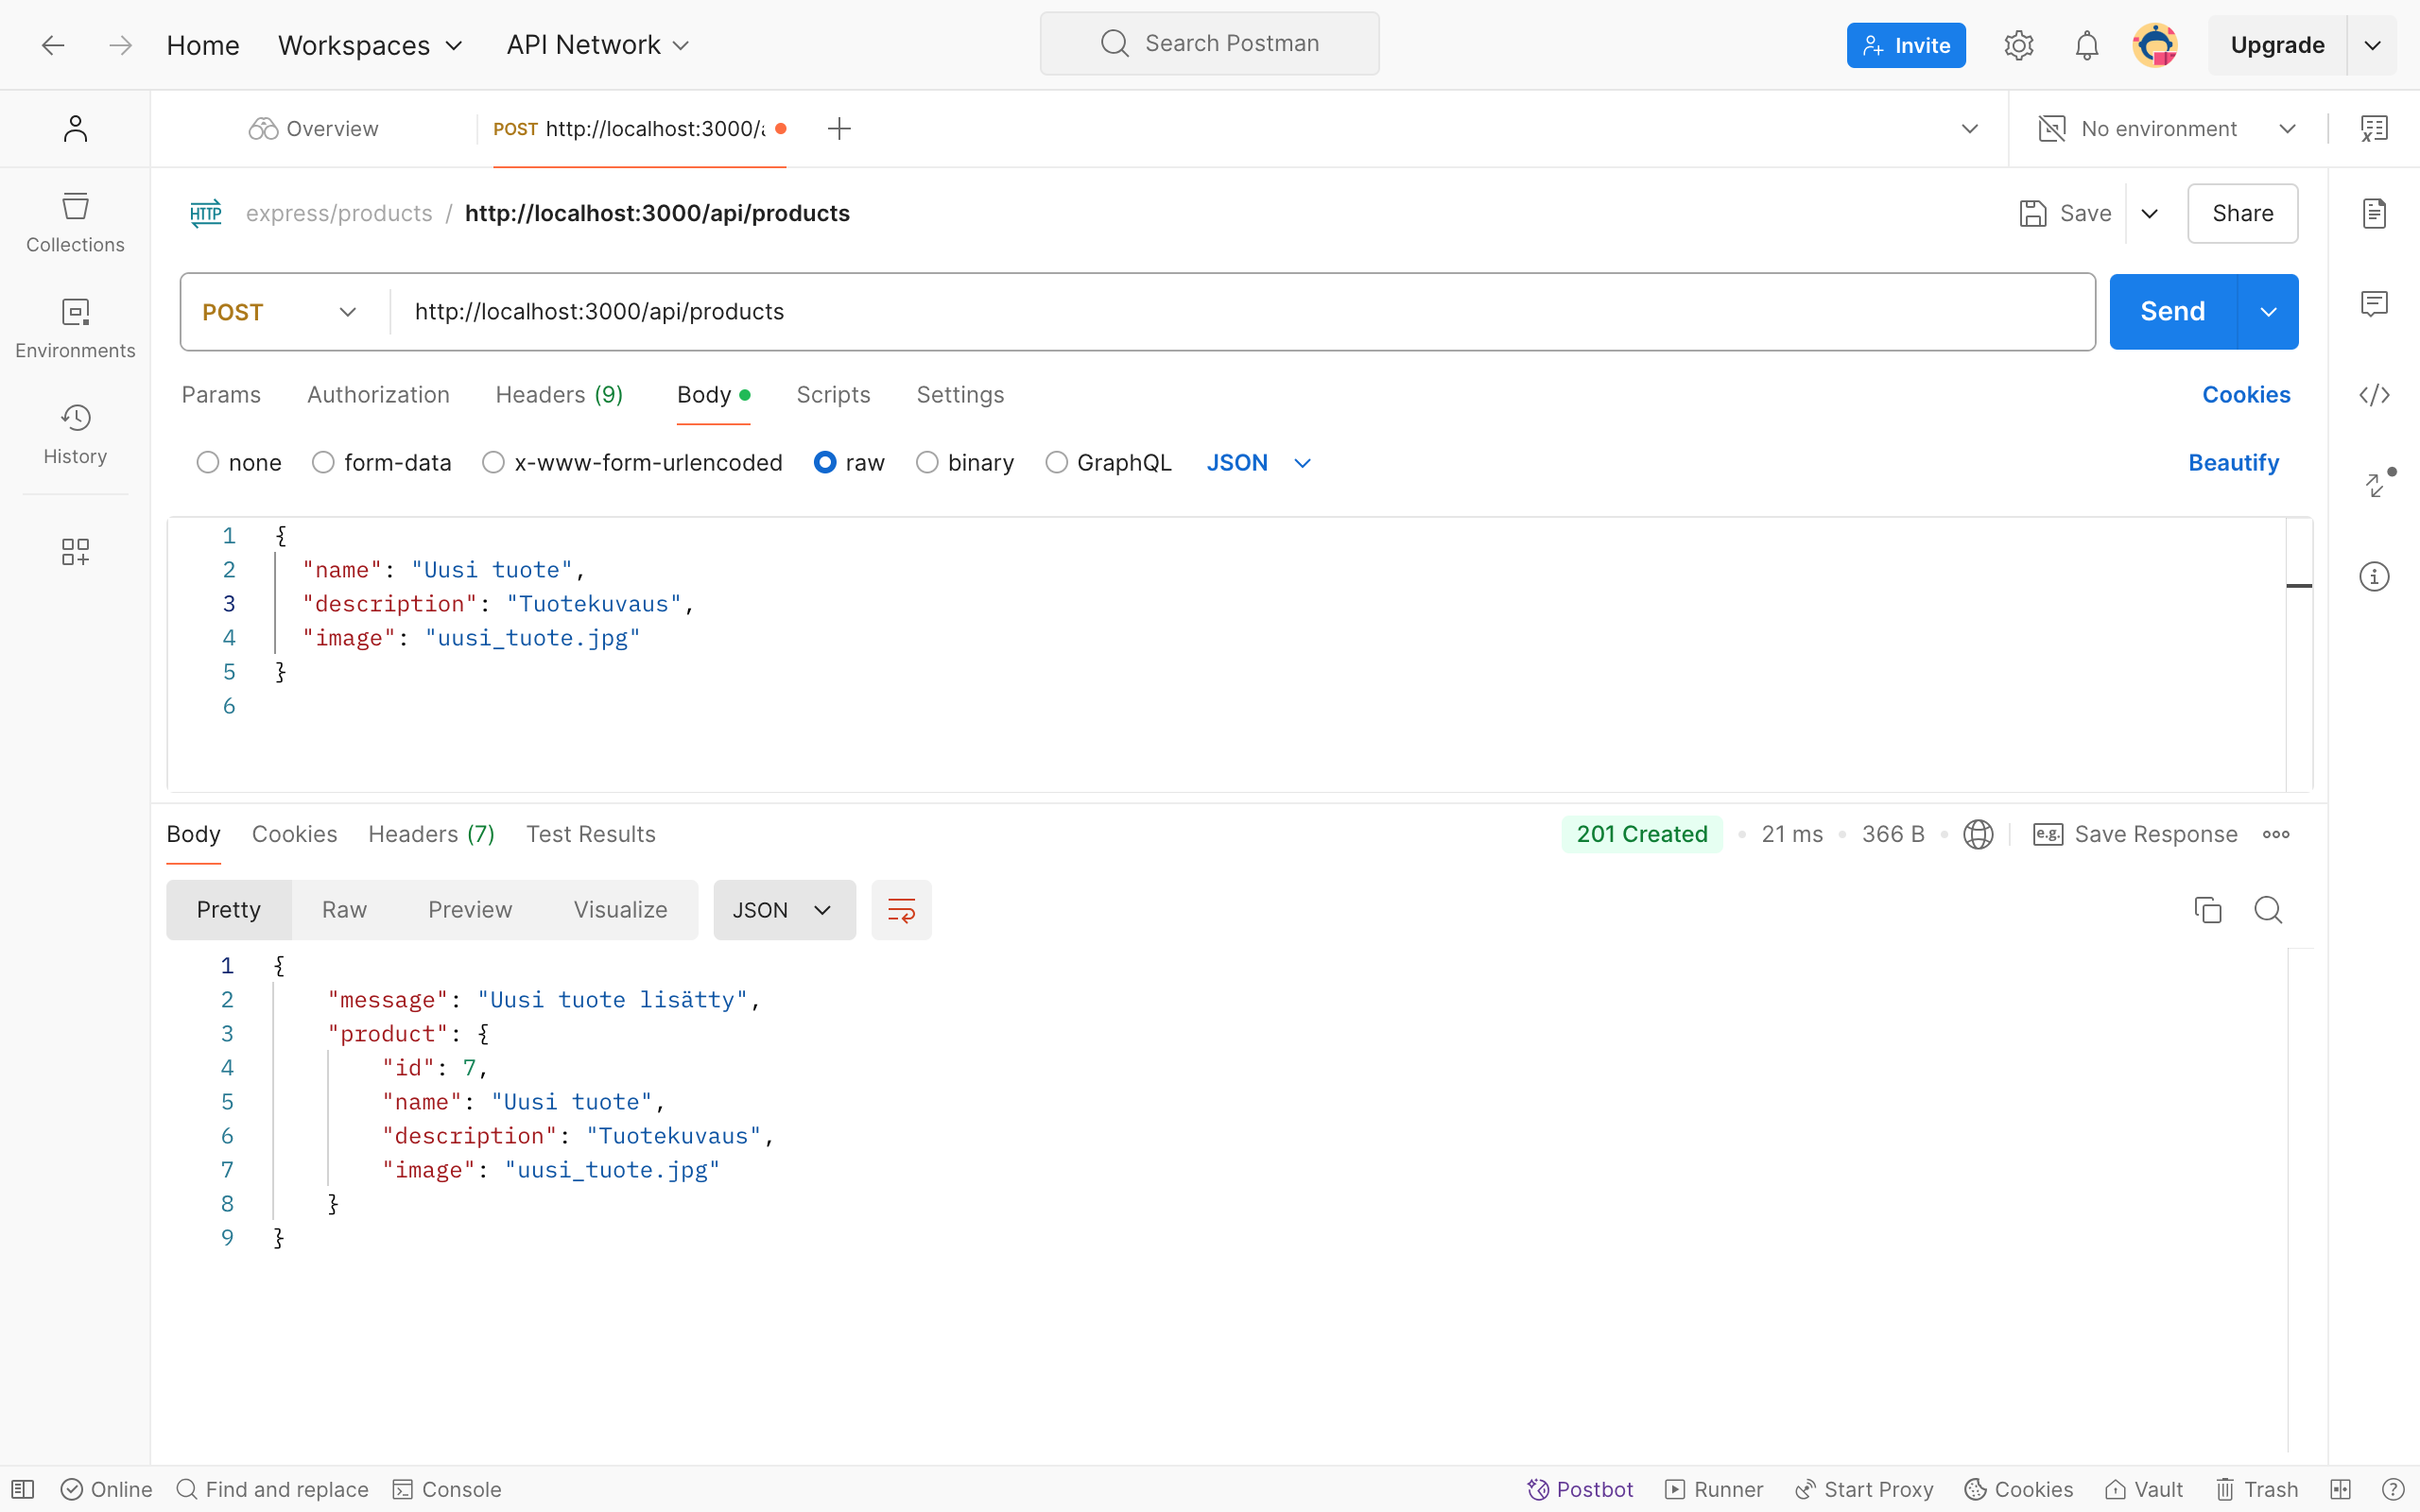 Home Workspaces API Network Search Postman Invite Upgrade
Overview POST http://localhost:3000/ No environment
HTTP express/products / http://localhost:3000/api/products Save Share
Collections
POST http://localhost:3000/api/products Send
Environments
Params Authorization Headers (9) Body Scripts Settings Cookies
History
none form-data x-www-form-urlencoded raw binary GraphQL JSON Beautify
1 {
2 "name": "Uusi tuote",
3 "description": "Tuotekuvaus",
4 "image": "uusi_tuote.jpg"
5 }
6
Body Cookies Headers (7) Test Results 201 Created 21 ms 366 B e.g. Save Response
Pretty Raw Preview Visualize JSON
1 {
2 "message": "Uusi tuote lisätty",
3 "product": {
4 "id": 7,
5 "name": "Uusi tuote",
6 "description": "Tuotekuvaus",
7 "image": "uusi_tuote.jpg"
8 }
9 }
Online Find and replace Console Postbot Runner Start Proxy Cookies Vault Trash